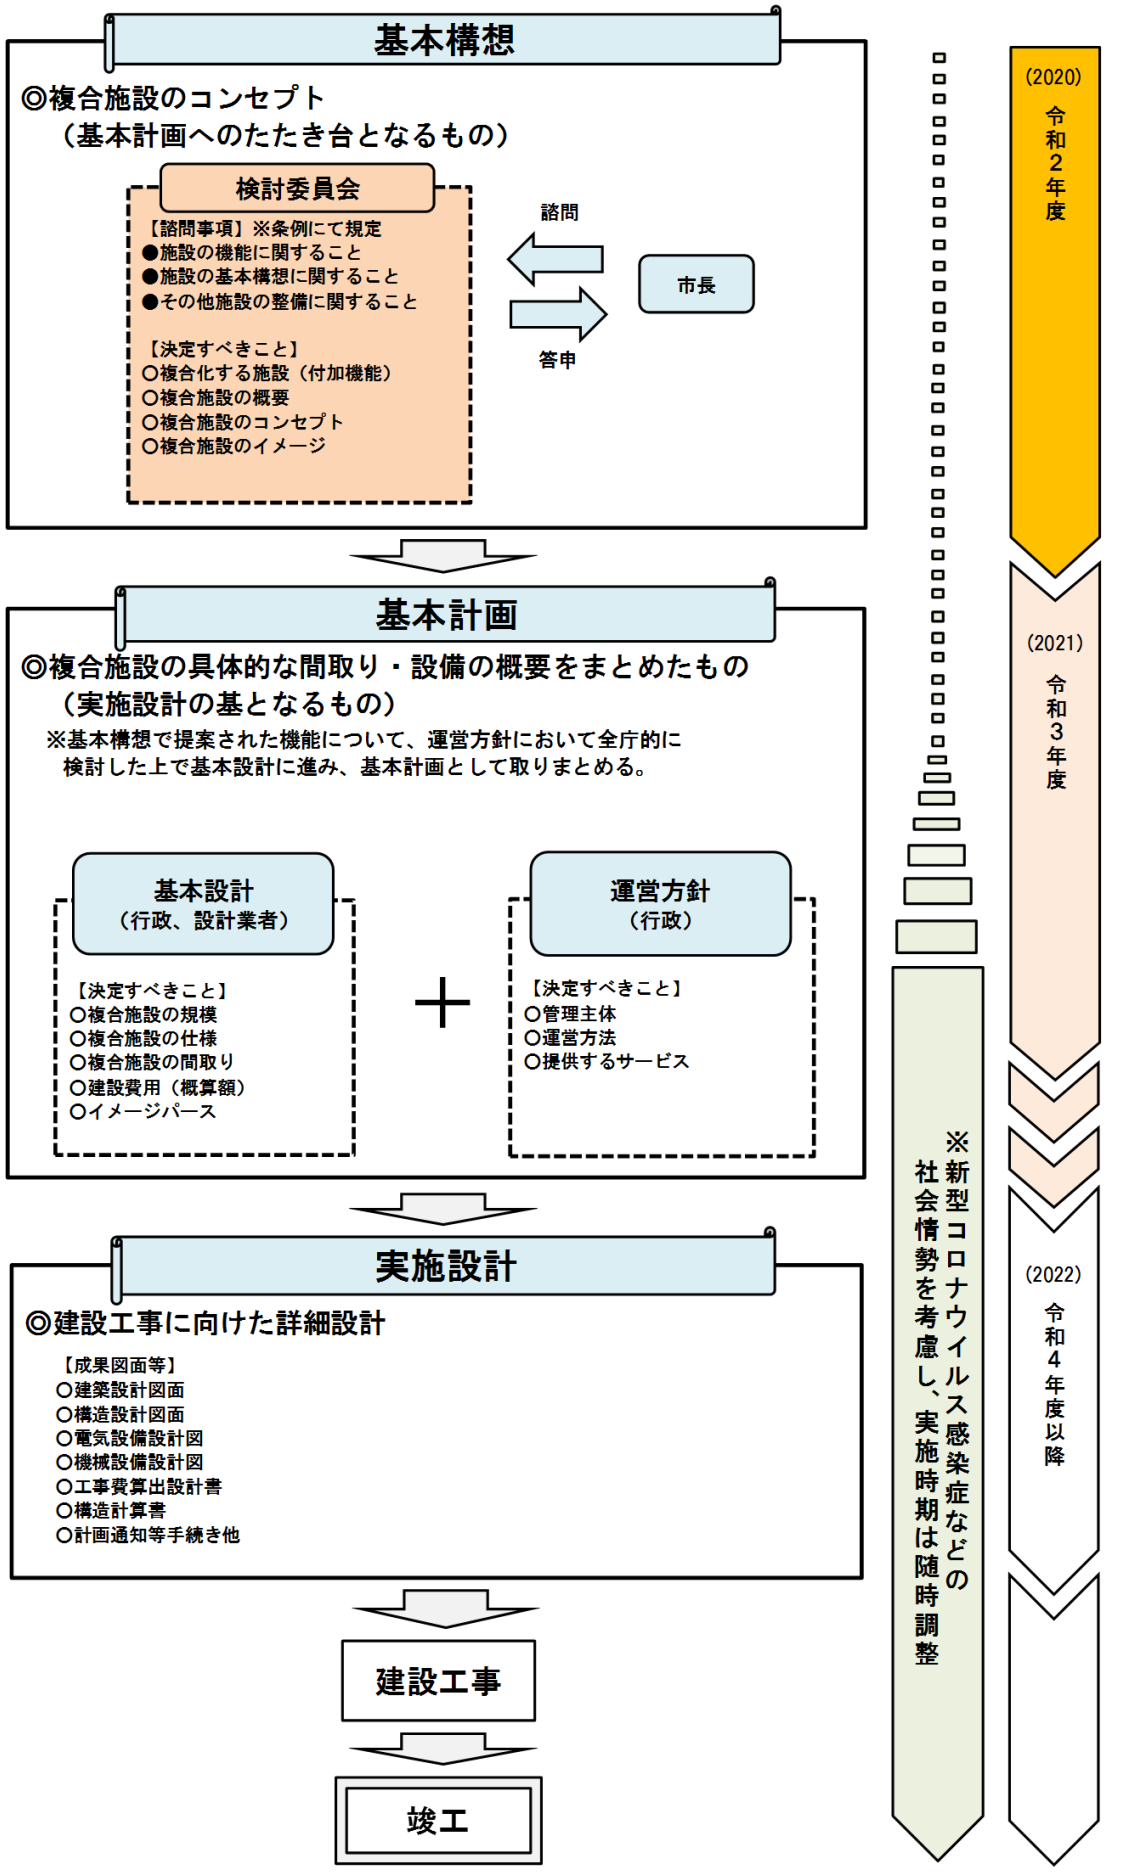 基本構想
◎複合施設のコンセプト
（基本計画へのたたき台となるもの）
検討委員会
【諮問事項】※条例にて規定
●施設の機能に関すること
●施設の基本構想に関すること
●その他施設の整備に関すること
【決定すべきこと】
〇複合化する施設（付加機能）
〇複合施設の概要
〇複合施設のコンセプト
〇複合施設のイメージ
諮問
市長
答申
基本計画
◎複合施設の具体的な間取り・設備の概要をまとめたもの
（実施設計の基となるもの）
※基本構想で提案された機能について、運営方針において全庁的に
検討した上で基本設計に進み、基本計画として取りまとめる。
基本設計
（行政、設計業者）
【決定すべきこと】
〇複合施設の規模
〇複合施設の仕様
〇複合施設の間取り
〇建設費用（概算額）
〇イメージパース
＋
運営方針
（行政）
【決定すべきこと】
〇管理主体
〇運営方法
〇提供するサービス
実施設計
◎建設工事に向けた詳細設計
【成果図面等】
〇建築設計図面
〇構造設計図面
〇電気設備設計図
〇機械設備設計図
〇工事費算出設計書
〇構造計算書
〇計画通知等手続き他
建設工事
竣工
※新型コロナウイルス感染症などの
社会情勢を考慮し、実施時期は随時調整
(2020)
令和２年度
(2021)
令和３年度
(2022)
令和４年度以降